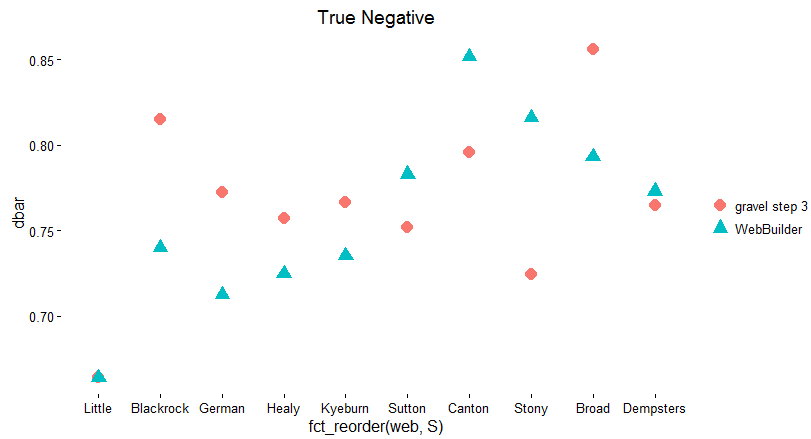 True Negative
0.85
0.80
0.75
0.70
dbar
Little Blackrock German Healy Kyeburn Sutton Canton Stony Broad Dempsters
fct_reorder(web, S)
gravel step 3
WebBuilder